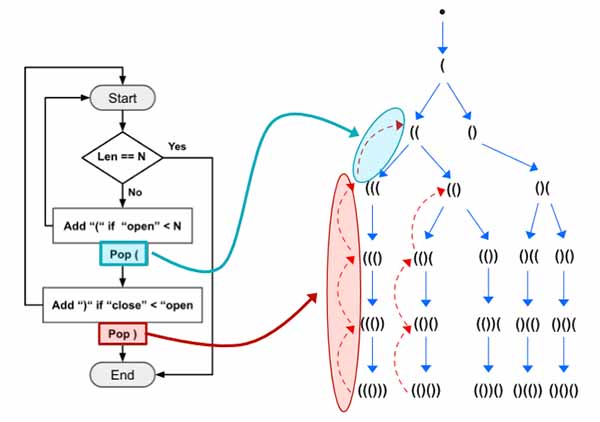 Start
Len == N
Yes
No
Add “(“ if “open” < N
Pop (
Add “)“ if “close” < “open
Pop )
End
(
((
()
(((
(()
()(
((()
(()(
(())
()((
()()
((())
(()()
(())(
()(()
()()(
((()))
(()())
(())()
()(())
()()()